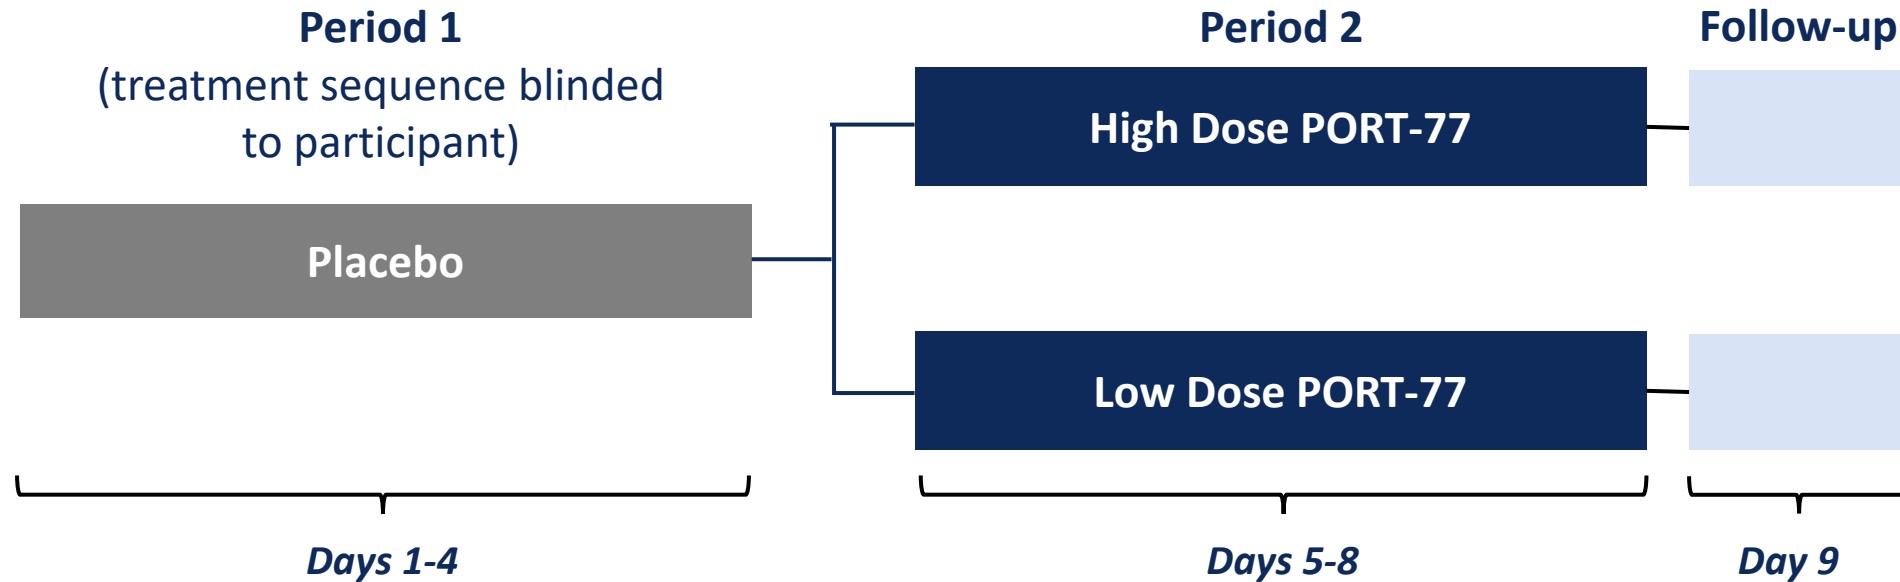 Period 1
(treatment sequence blinded
to participant)
Placebo
Days 1-4
Period 2
High Dose PORT-77
Low Dose PORT-77
Days 5-8
Follow-up
Day 9